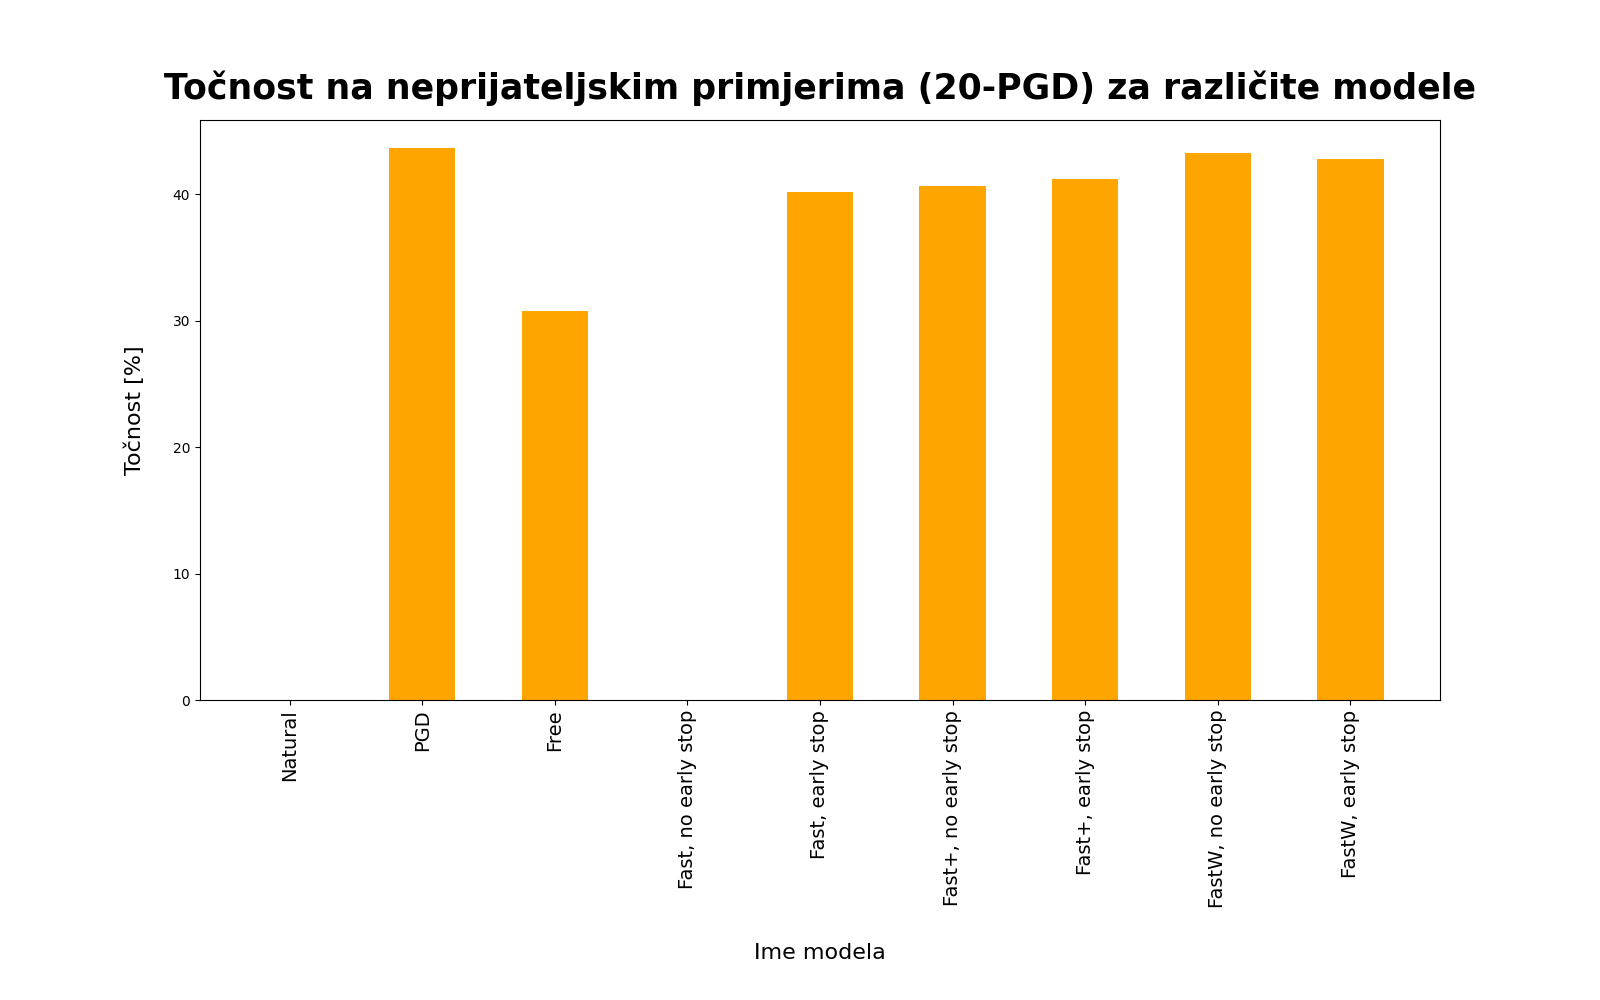 Točnost na neprijateljskim primjerima (20-PGD) za različite modele
Točnost [%]
40
30
20
10
0
Natural
PGD
Free
Fast, no early stop
Fast, early stop
Fast+, no early stop
Fast+, early stop
FastW, no early stop
FastW, early stop
Ime modela